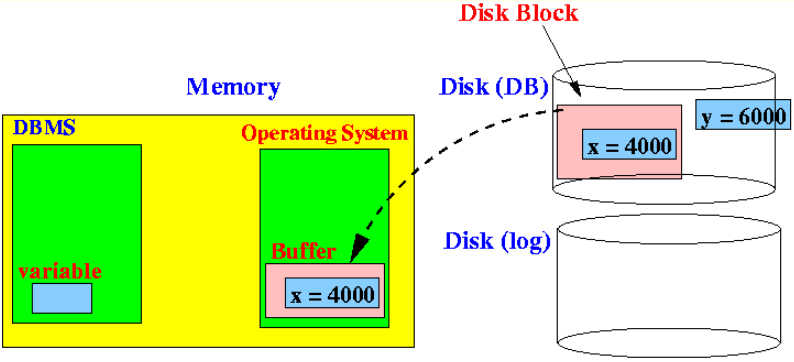 Disk Block
Memory
Disk (DB)
DBMS
Operating System
y = 6000
x = 4000
Disk (log)
Buffer
variable
x = 4000